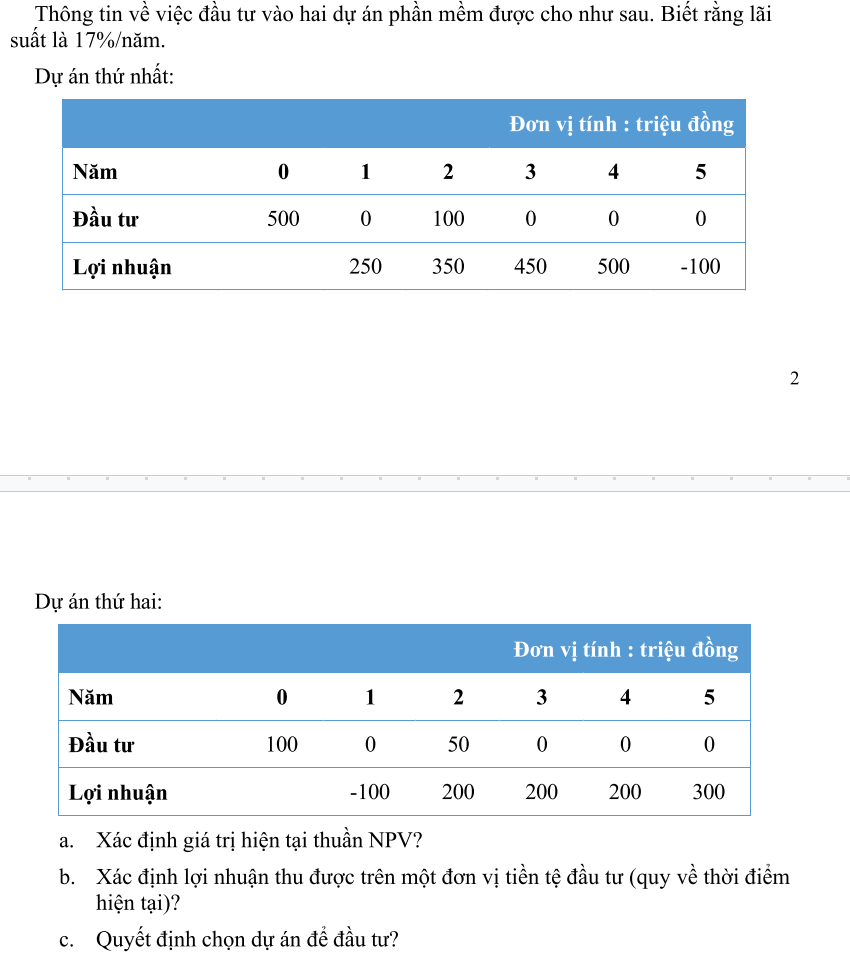 Thông tin về việc đầu tư vào hai dự án phần mềm được cho như sau. Biết rằng lãi
suất là 17%/năm.
Dự án thứ nhất:
Đơn vị tính : triệu đồng
Năm 0 1 2 3 4 5
Đầu tư 500 0 100 0 0 0
Lợi nhuận 250 350 450 500 -100
2
Dự án thứ hai:
Đơn vị tính : triệu đồng
Năm 0 1 2 3 4 5
Đầu tư 100 0 50 0 0 0
Lợi nhuận -100 200 200 200 300
a. Xác định giá trị hiện tại thuần NPV?
b. Xác định lợi nhuận thu được trên một đơn vị tiền tệ đầu tư (quy về thời điểm
hiện tại)?
c. Quyết định chọn dự án để đầu tư?